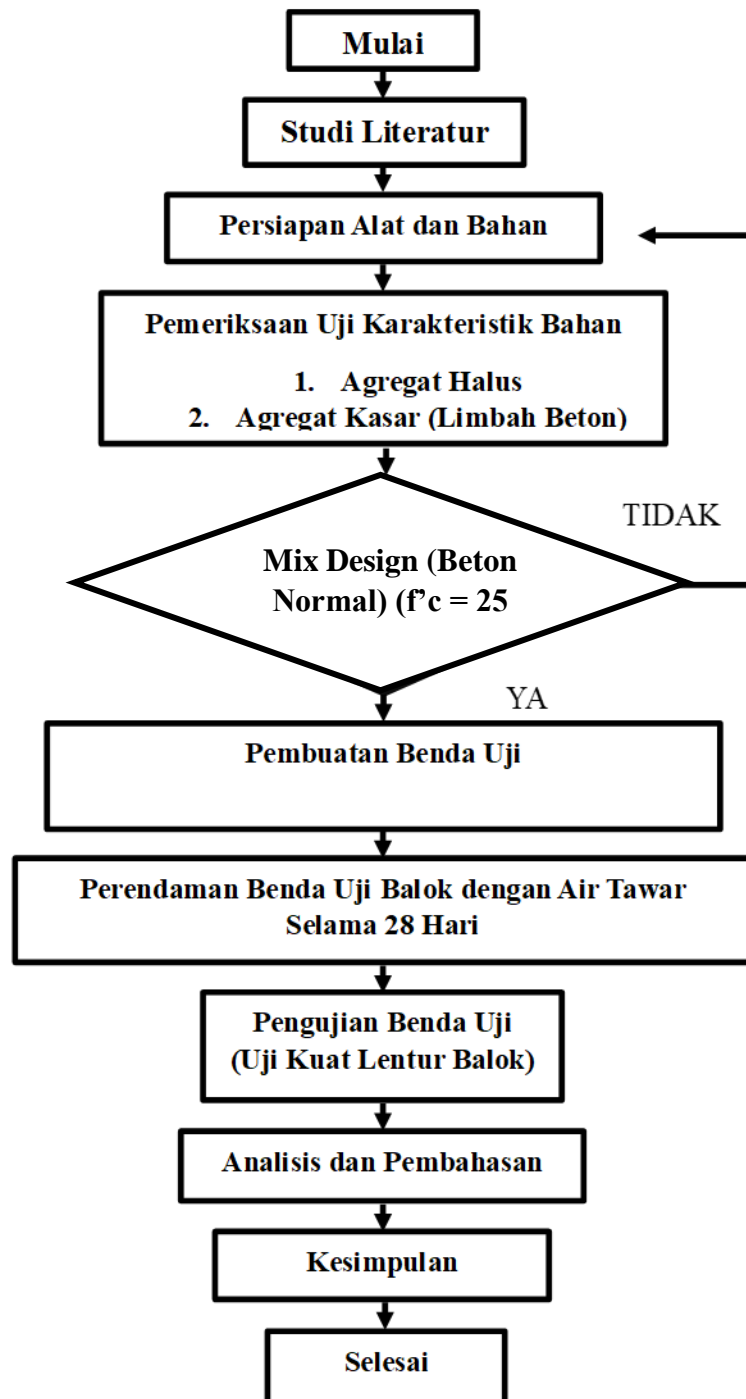 Mulai
Studi Literatur
Persiapan Alat dan Bahan
Pemeriksaan Uji Karakteristik Bahan
1. Agregat Halus
2. Agregat Kasar (Limbah Beton)
TIDAK
Mix Design (Beton
Normal) (f’c = 25
YA
Pembuatan Benda Uji
Perendaman Benda Uji Balok dengan Air Tawar
Selama 28 Hari
Pengujian Benda Uji
(Uji Kuat Lentur Balok)
Analisis dan Pembahasan
Kesimpulan
Selesai